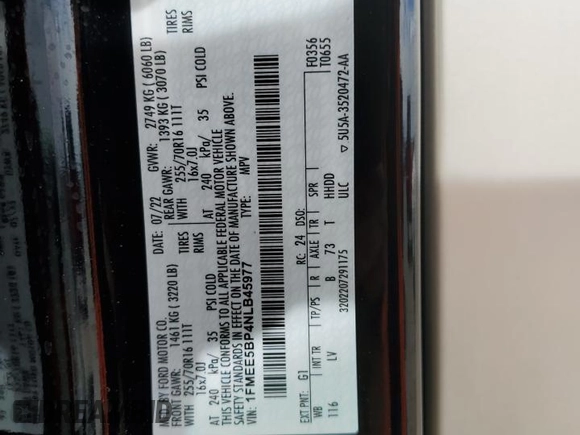 MFD. BY FORD MOTOR CO.
DATE: 07/22 GVWR: 2749 KG (6060 LB)
FRONT GAWR: 1461 KG (3220 LB) REAR GAWR: 1393 KG (3070 LB)
WITH 255/70R16 111T TIRES WITH 255/70R16 111T TIRES
16x7.0J RIMS 16x7.0J RIMS
AT 240 kPa/ 35 PSI COLD AT 240 kPa/ 35 PSI COLD
THIS VEHICLE CONFORMS TO ALL APPLICABLE FEDERAL MOTOR VEHICLE
SAFETY STANDARDS IN EFFECT ON THE DATE OF MANUFACTURE SHOWN ABOVE.
VIN: 1FMEE5BP4NLB45977 TYPE: MPV
F0356
T0655
EXT PNT: G1 RC: 24 DSO:
WB INT TR TP/PS R AXLE TR SPR
116 LV B 73 T HHDD
ULC
3202207291175 ▽ 5U5A-3520472-AA